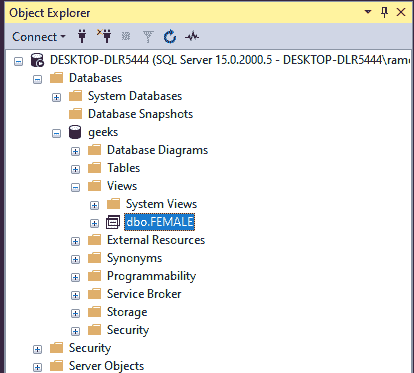 Object Explorer
Connect
DESKTOP-DLR5444 (SQL Server 15.0.2000.5 - DESKTOP-DLR5444\ram
Databases
System Databases
Database Snapshots
geeks
Database Diagrams
Tables
Views
System Views
dbo.FEMALE
External Resources
Synonyms
Programmability
Service Broker
Storage
Security
Security
Server Objects